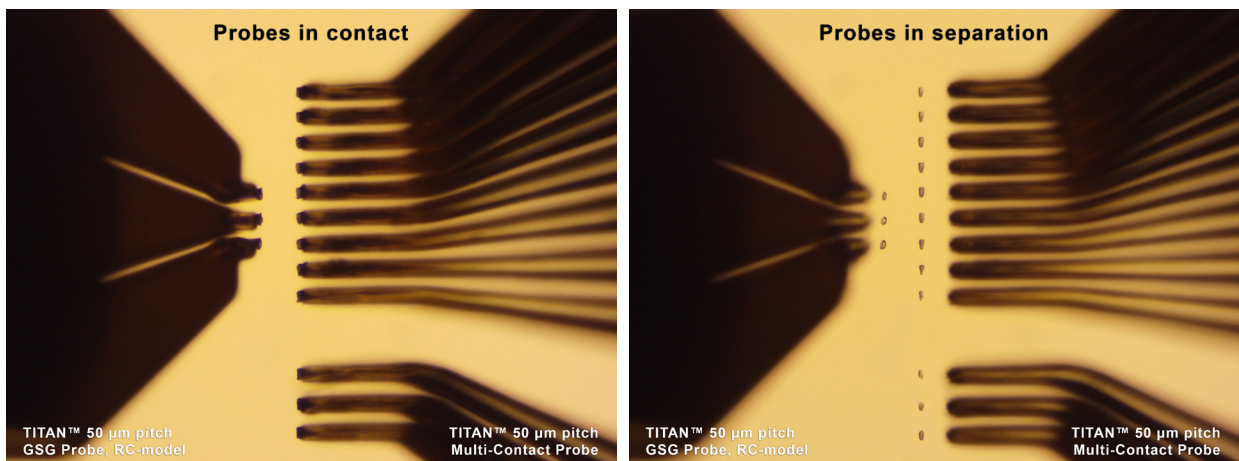 Probes in contact
TITAN™ 50 µm pitch
GSG Probe, RC-model
TITAN™ 50 µm pitch
Multi-Contact Probe
Probes in separation
TITAN™ 50 µm pitch
GSG Probe, RC-model
TITAN™ 50 µm pitch
Multi-Contact Probe